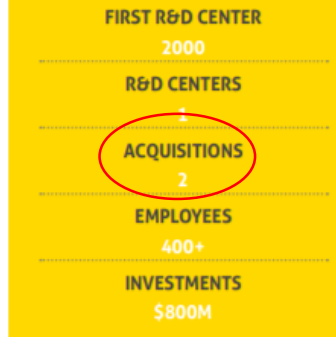 FIRST R&D CENTER
2000
R&D CENTERS
1
ACQUISITIONS
2
EMPLOYEES
400+
INVESTMENTS
$800M